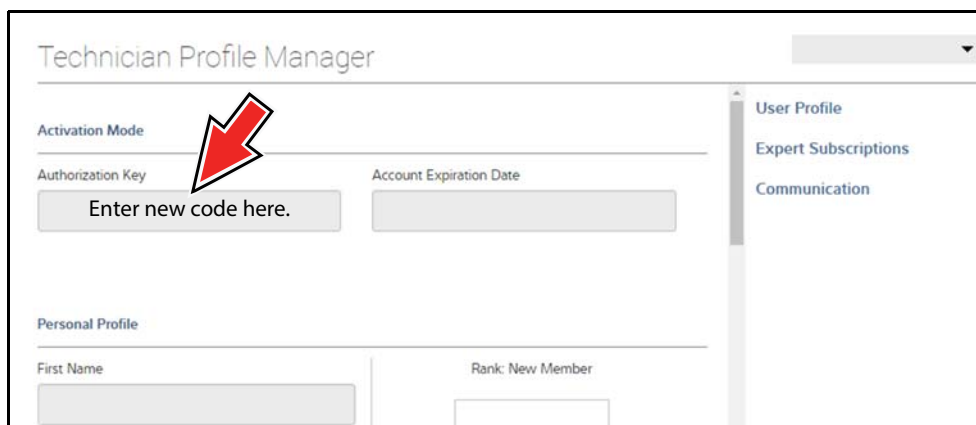 Technician Profile Manager
Activation Mode
Authorization Key
Account Expiration Date
Enter new code here.
Personal Profile
First Name
Rank: New Member
User Profile
Expert Subscriptions
Communication